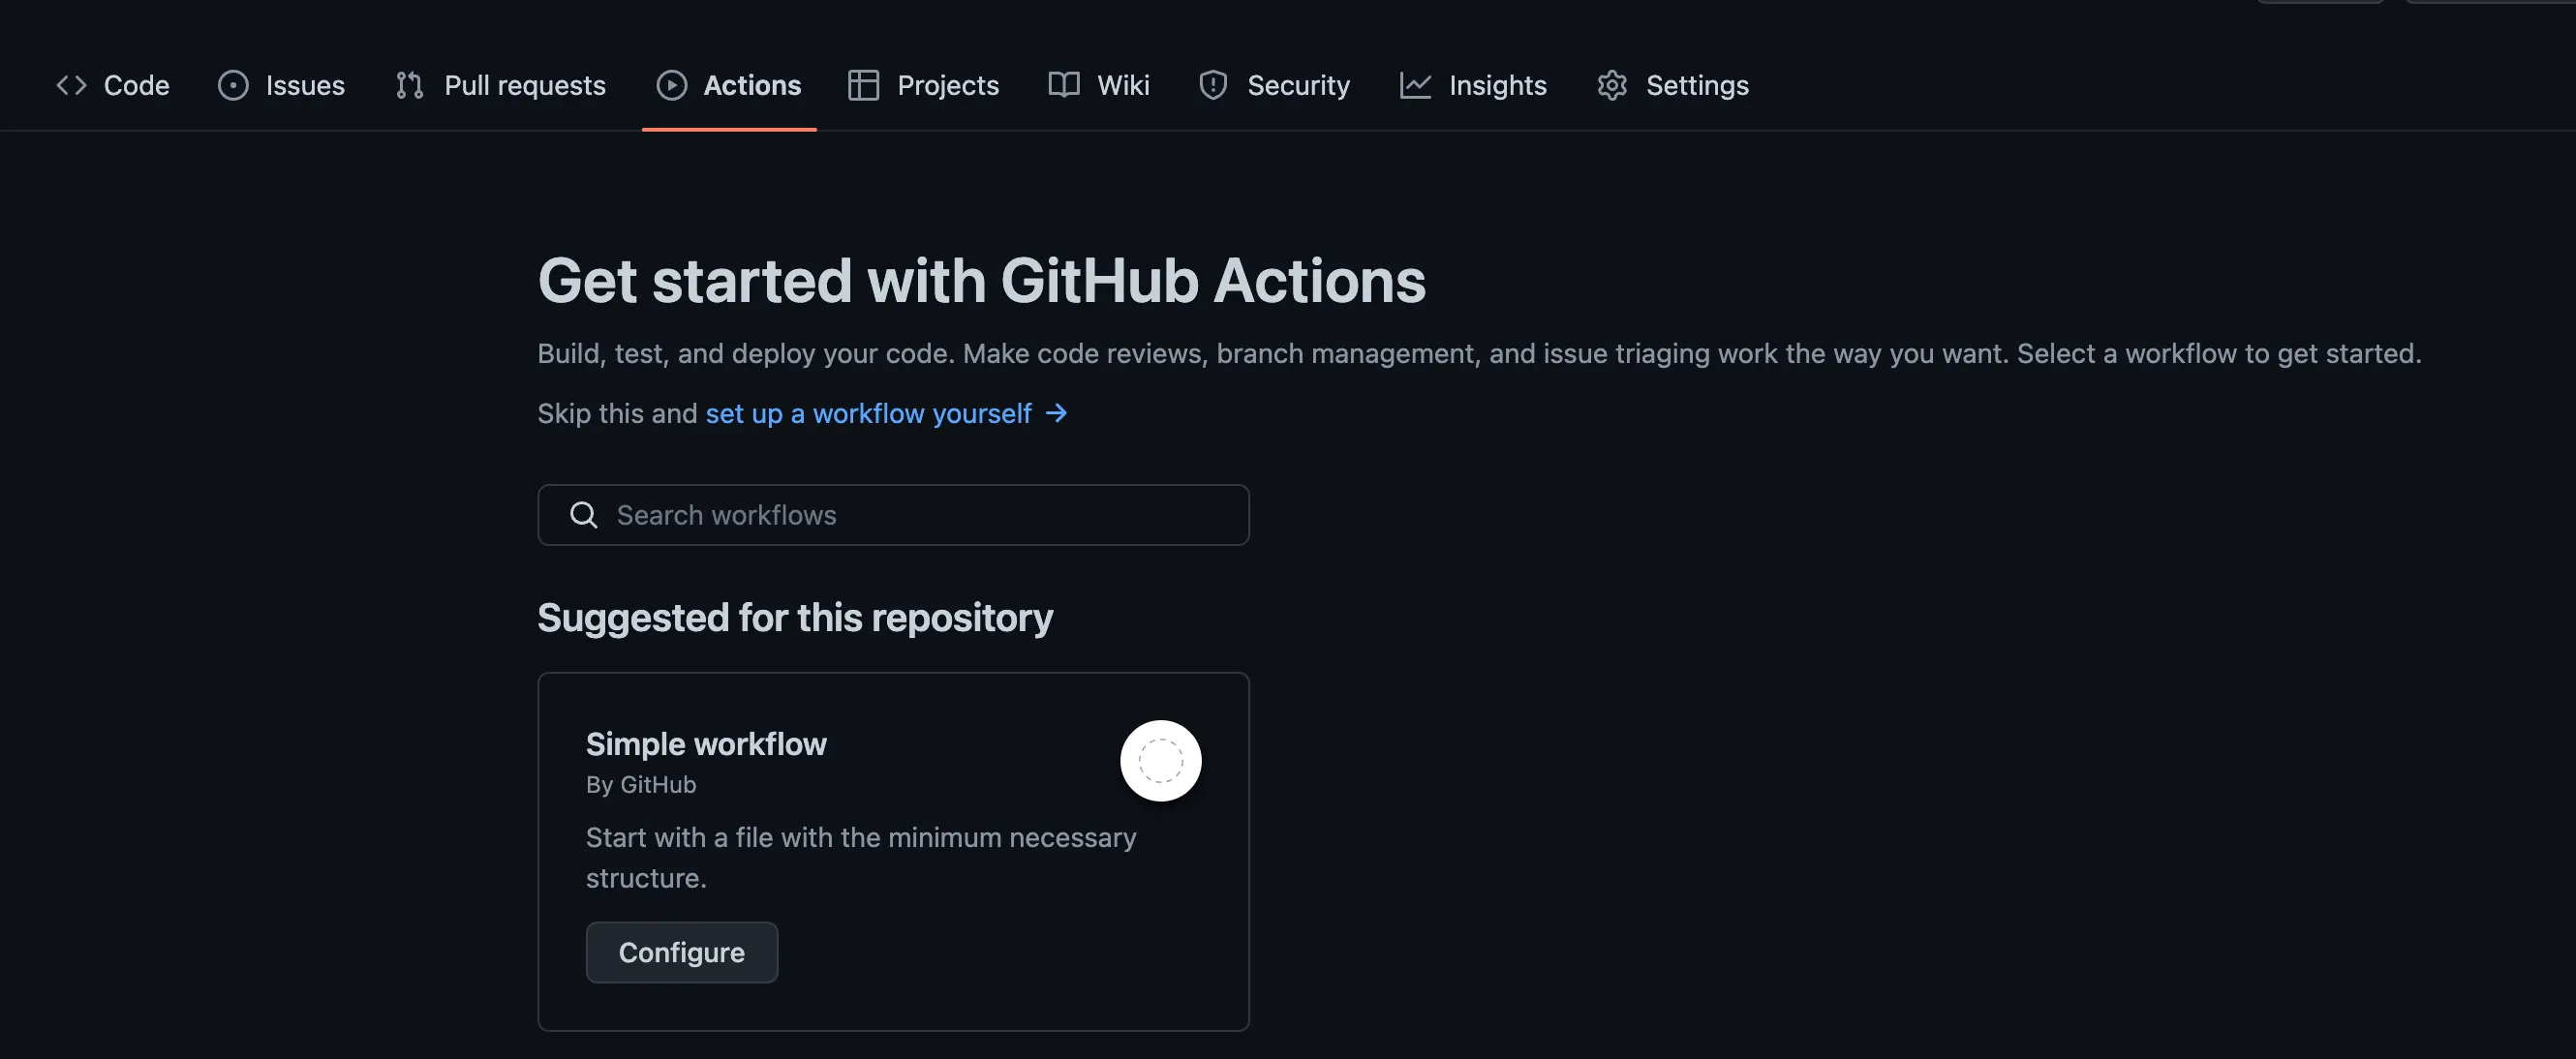 Code Issues Pull requests Actions Projects Wiki Security Insights Settings
Get started with GitHub Actions
Build, test, and deploy your code. Make code reviews, branch management, and issue triaging work the way you want. Select a workflow to get started.
Skip this and set up a workflow yourself →
Search workflows
Suggested for this repository
Simple workflow
By GitHub
Start with a file with the minimum necessary
structure.
Configure